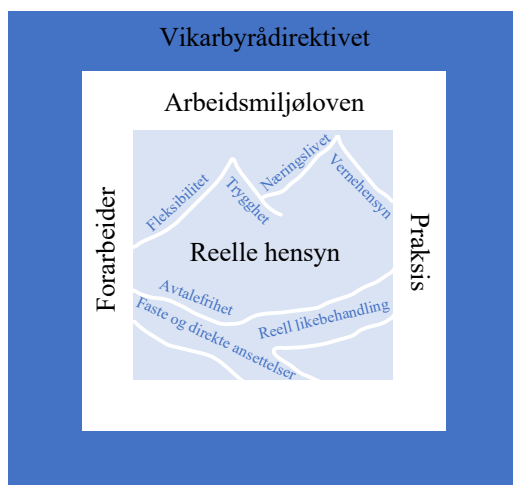 Vikarbyrådirektivet
Arbeidsmiljøloven
Forarbeider
Praksis
Fleksibilitet
Trygghet
Næringslivet
Vernehensyn
Reelle hensyn
Avtalefrihet
Reell likebehandling
Faste og direkte ansettelser